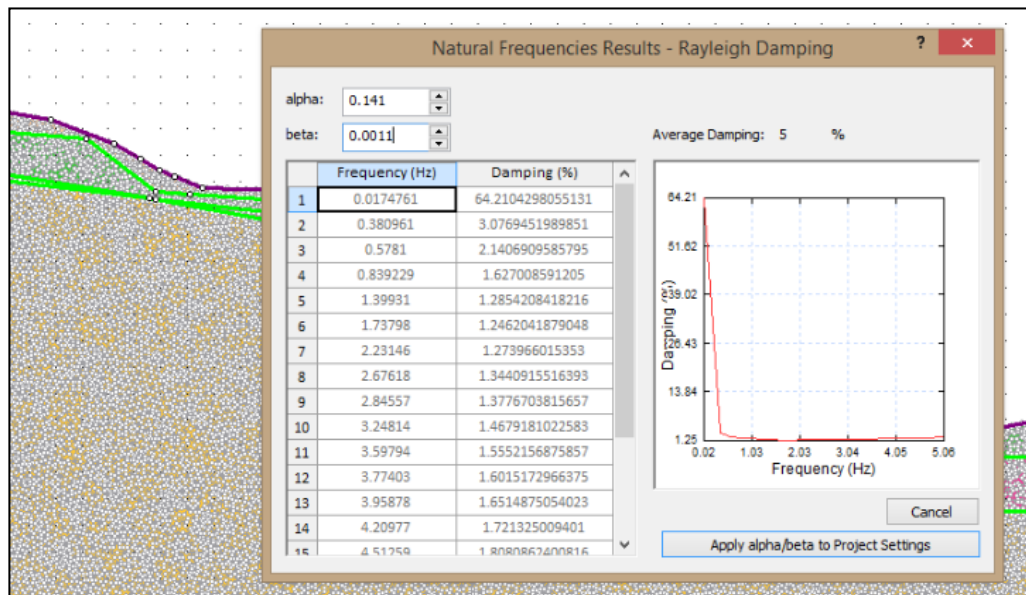 Natural Frequencies Results - Rayleigh Damping
?
×
alpha: 0.141
beta: 0.0011
Average Damping: 5 %
Frequency (Hz) Damping (%)
1 0.0174761 64.2104298055131
2 0.380961 3.0769451989851
3 0.5781 2.1406909585795
4 0.839229 1.627008591205
5 1.39931 1.2854208418216
6 1.73798 1.2462041879048
7 2.23146 1.273966015353
8 2.67618 1.3440915516393
9 2.84557 1.3776703815657
10 3.24814 1.4679181022583
11 3.59794 1.5552156875857
12 3.77403 1.6015172966375
13 3.95878 1.6514875054023
14 4.20977 1.721325009401
15 4.51259 1.8080862400816
64.21
51.62
39.02
26.43
13.84
1.25
Damping (%)
0.02 1.03 2.03 3.04 4.05 5.06
Frequency (Hz)
Cancel
Apply alpha/beta to Project Settings